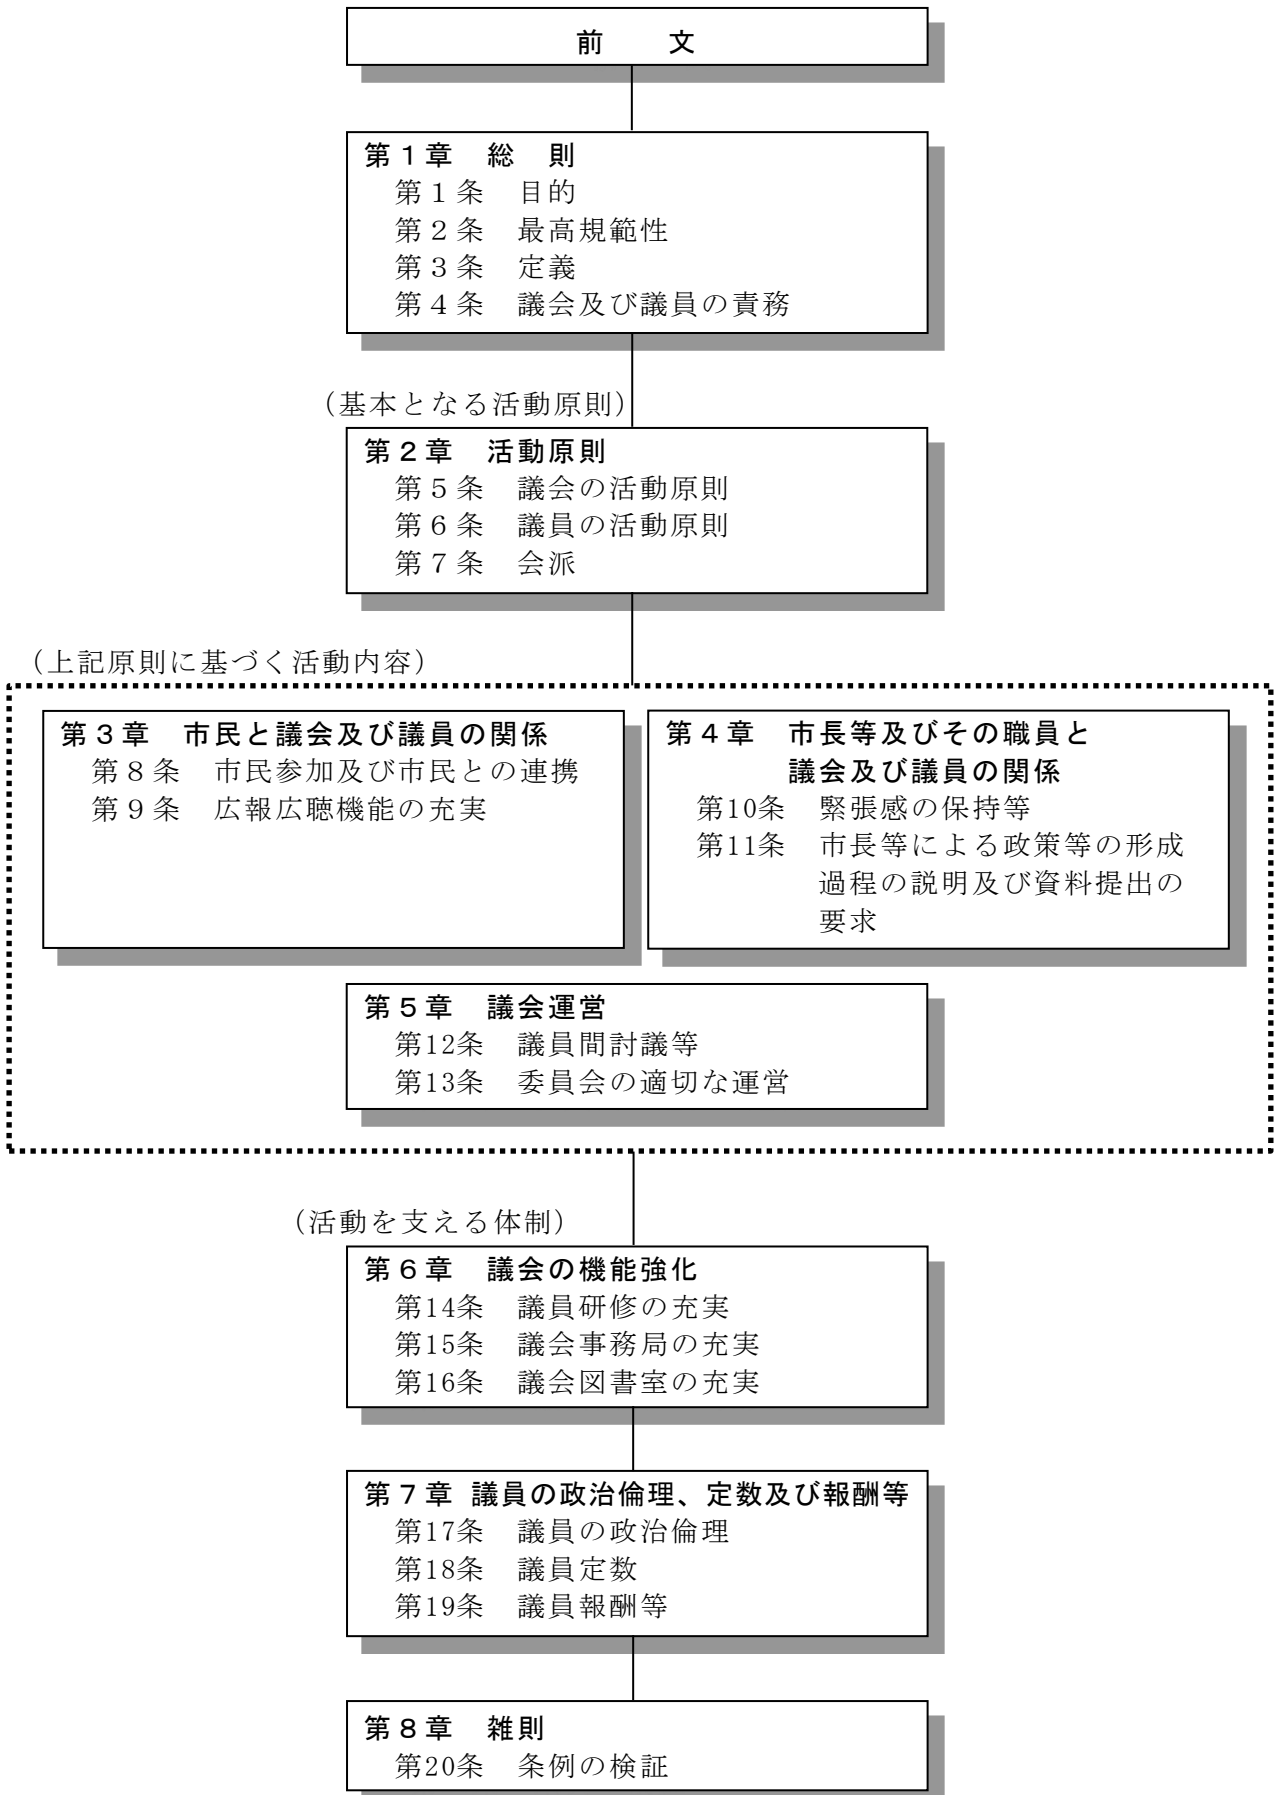 前　　文
第１章　総　則
第１条　目的
第２条　最高規範性
第３条　定義
第４条　議会及び議員の責務
（基本となる活動原則）
第２章　活動原則
第５条　議会の活動原則
第６条　議員の活動原則
第７条　会派
（上記原則に基づく活動内容）
第３章　市民と議会及び議員の関係
第８条　市民参加及び市民との連携
第９条　広報広聴機能の充実
第４章　市長等及びその職員と
議会及び議員の関係
第10条　緊張感の保持等
第11条　市長等による政策等の形成
過程の説明及び資料提出の
要求
第５章　議会運営
第12条　議員間討議等
第13条　委員会の適切な運営
（活動を支える体制）
第６章　議会の機能強化
第14条　議員研修の充実
第15条　議会事務局の充実
第16条　議会図書室の充実
第７章 議員の政治倫理、定数及び報酬等
第17条　議員の政治倫理
第18条　議員定数
第19条　議員報酬等
第８章　雑則
第20条　条例の検証